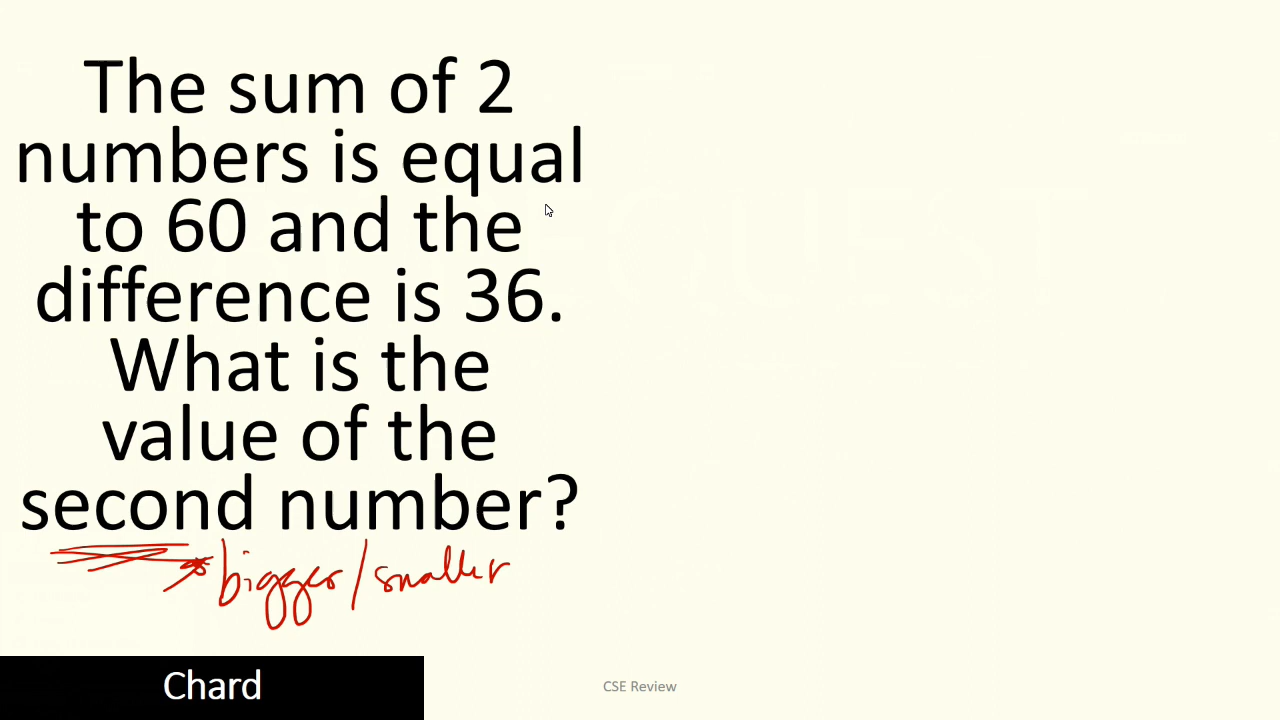 The sum of 2
numbers is equal
to 60 and the
difference is 36.
What is the
value of the
second number?
bigger/smaller
Chard
CSE Review